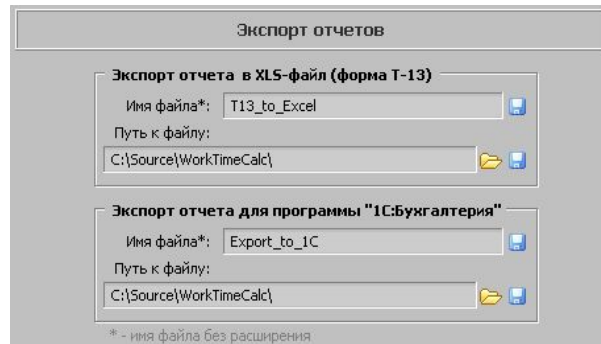 Экспорт отчетов
Экспорт отчета в XLS-файл (форма Т-13)
Имя файла*: T13_to_Excel
Путь к файлу:
C:\Source\WorkTimeCalc\
Экспорт отчета для программы "1С:Бухгалтерия"
Имя файла*: Export_to_1C
Путь к файлу:
C:\Source\WorkTimeCalc\
* - имя файла без расширения